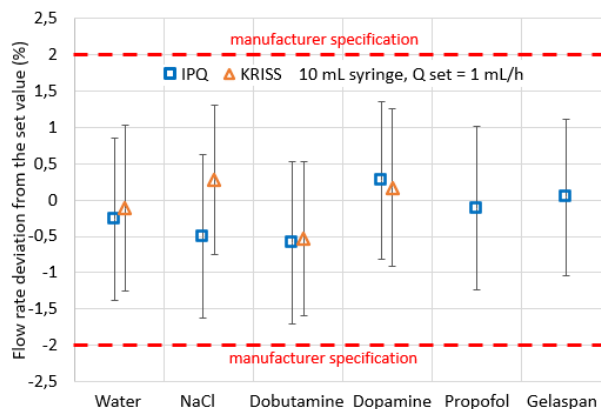 Flow rate deviation from the set value (%)
2,5
2
1,5
1
0,5
0
-0,5
-1
-1,5
-2
-2,5
manufacturer specification
IPQ KRISS 10 mL syringe, Q set = 1 mL/h
manufacturer specification
Water NaCl Dobutamine Dopamine Propofol Gelaspan